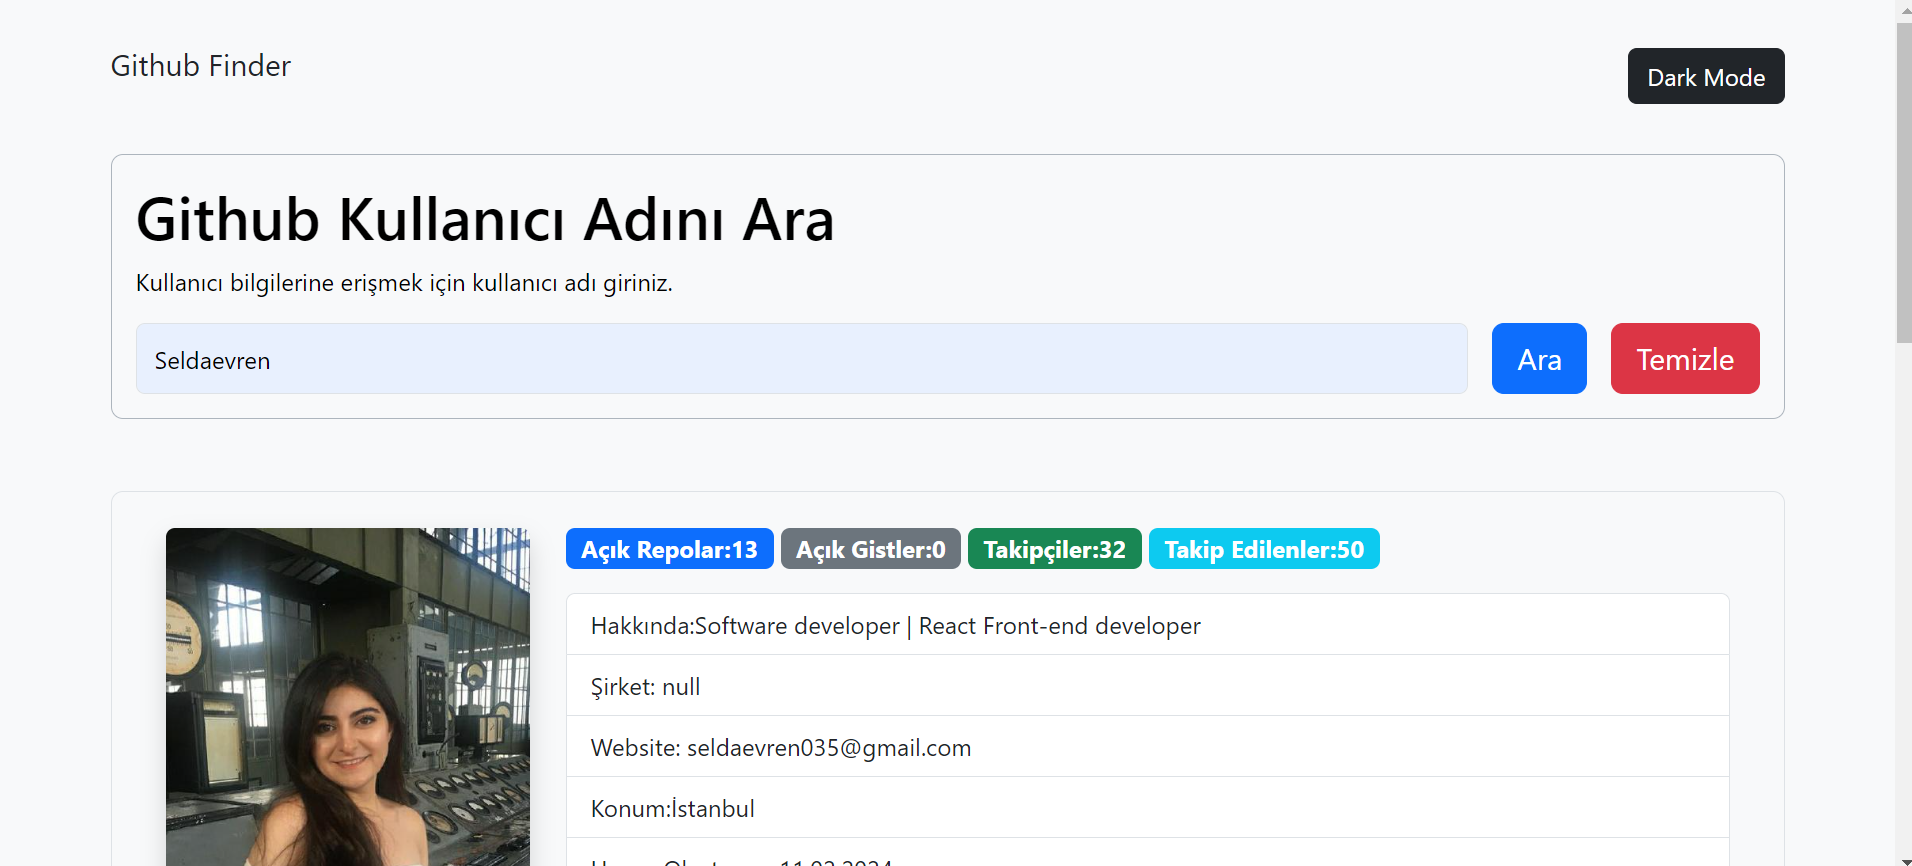 Github Finder
Dark Mode
Github Kullanıcı Adını Ara
Kullanıcı bilgilerine erişmek için kullanıcı adı giriniz.
Seldaevren
Ara
Temizle
Açık Repolar:13
Açık Gistler:0
Takipçiler:32
Takip Edilenler:50
Hakkında:Software developer | React Front-end developer
Şirket: null
Website: seldaevren035@gmail.com
Konum:İstanbul